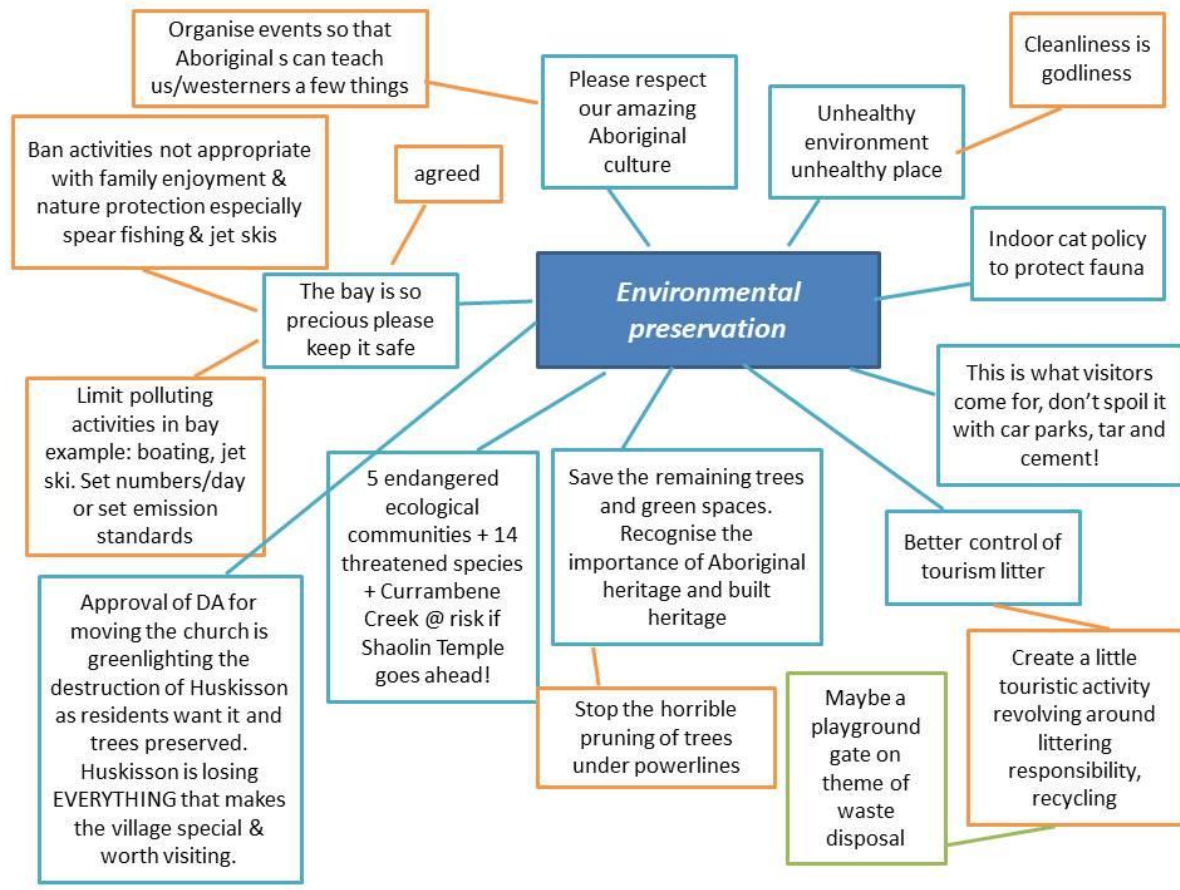 Organise events so that
Aboriginal s can teach
us/westerners a few things
Please respect
our amazing
Aboriginal
culture
Unhealthy
environment
unhealthy place
Cleanliness is
godliness
Ban activities not appropriate
with family enjoyment &
nature protection especially
spear fishing & jet skis
agreed
The bay is so
precious please
keep it safe
Environmental
preservation
Indoor cat policy
to protect fauna
Limit polluting
activities in bay
example: boating, jet
ski. Set numbers/day
or set emission
standards
This is what visitors
come for, don't spoil it
with car parks, tar and
cement!
Approval of DA for
moving the church is
greenlighting the
destruction of Huskisson
as residents want it and
trees preserved.
Huskisson is losing
EVERYTHING that makes
the village special &
worth visiting.
5 endangered
ecological
communities + 14
threatened species
+ Currambene
Creek @ risk if
Shaolin Temple
goes ahead!
Save the remaining trees
and green spaces.
Recognise the
importance of Aboriginal
heritage and built
heritage
Stop the horrible
pruning of trees
under powerlines
Better control of
tourism litter
Create a little
touristic activity
revolving around
littering
responsibility,
recycling
Maybe a
playground
gate on
theme of
waste
disposal